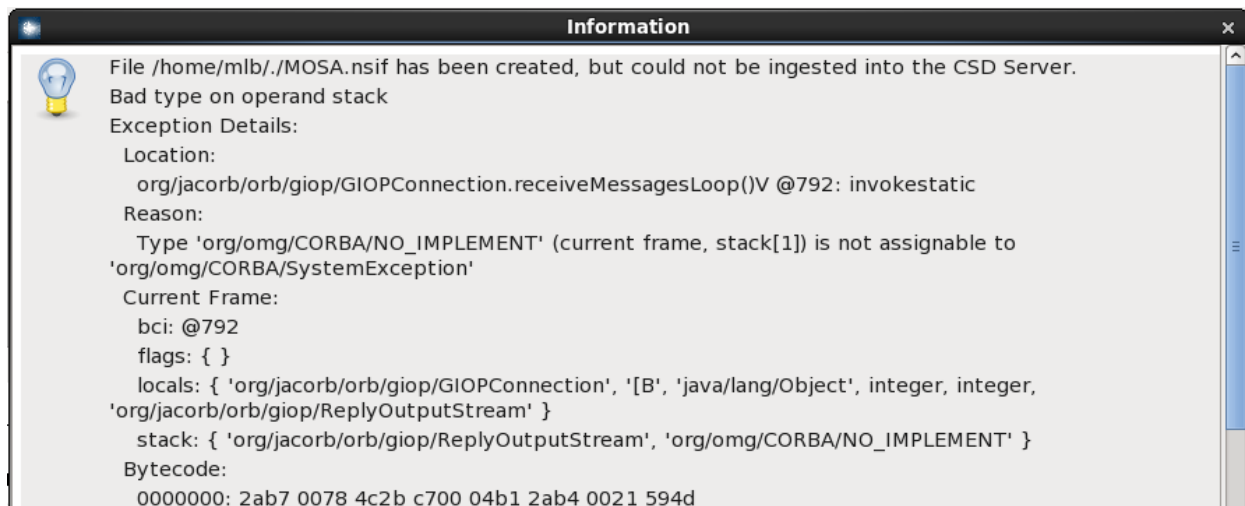 Information
File /home/mlb/./MOSA.nsif has been created, but could not be ingested into the CSD Server.
Bad type on operand stack
Exception Details:
Location:
org/jacorb/orb/giop/GIOPConnection.receiveMessagesLoop()V @792: invokestatic
Reason:
Type 'org/omg/CORBA/NO_IMPLEMENT' (current frame, stack[1]) is not assignable to
'org/omg/CORBA/SystemException'
Current Frame:
bci: @792
flags: { }
locals: { 'org/jacorb/orb/giop/GIOPConnection', '[B', 'java/lang/Object', integer, integer,
'org/jacorb/orb/giop/ReplyOutputStream' }
stack: { 'org/jacorb/orb/giop/ReplyOutputStream', 'org/omg/CORBA/NO_IMPLEMENT' }
Bytecode:
0000000: 2ab7 0078 4c2b c700 04b1 2ab4 0021 594d